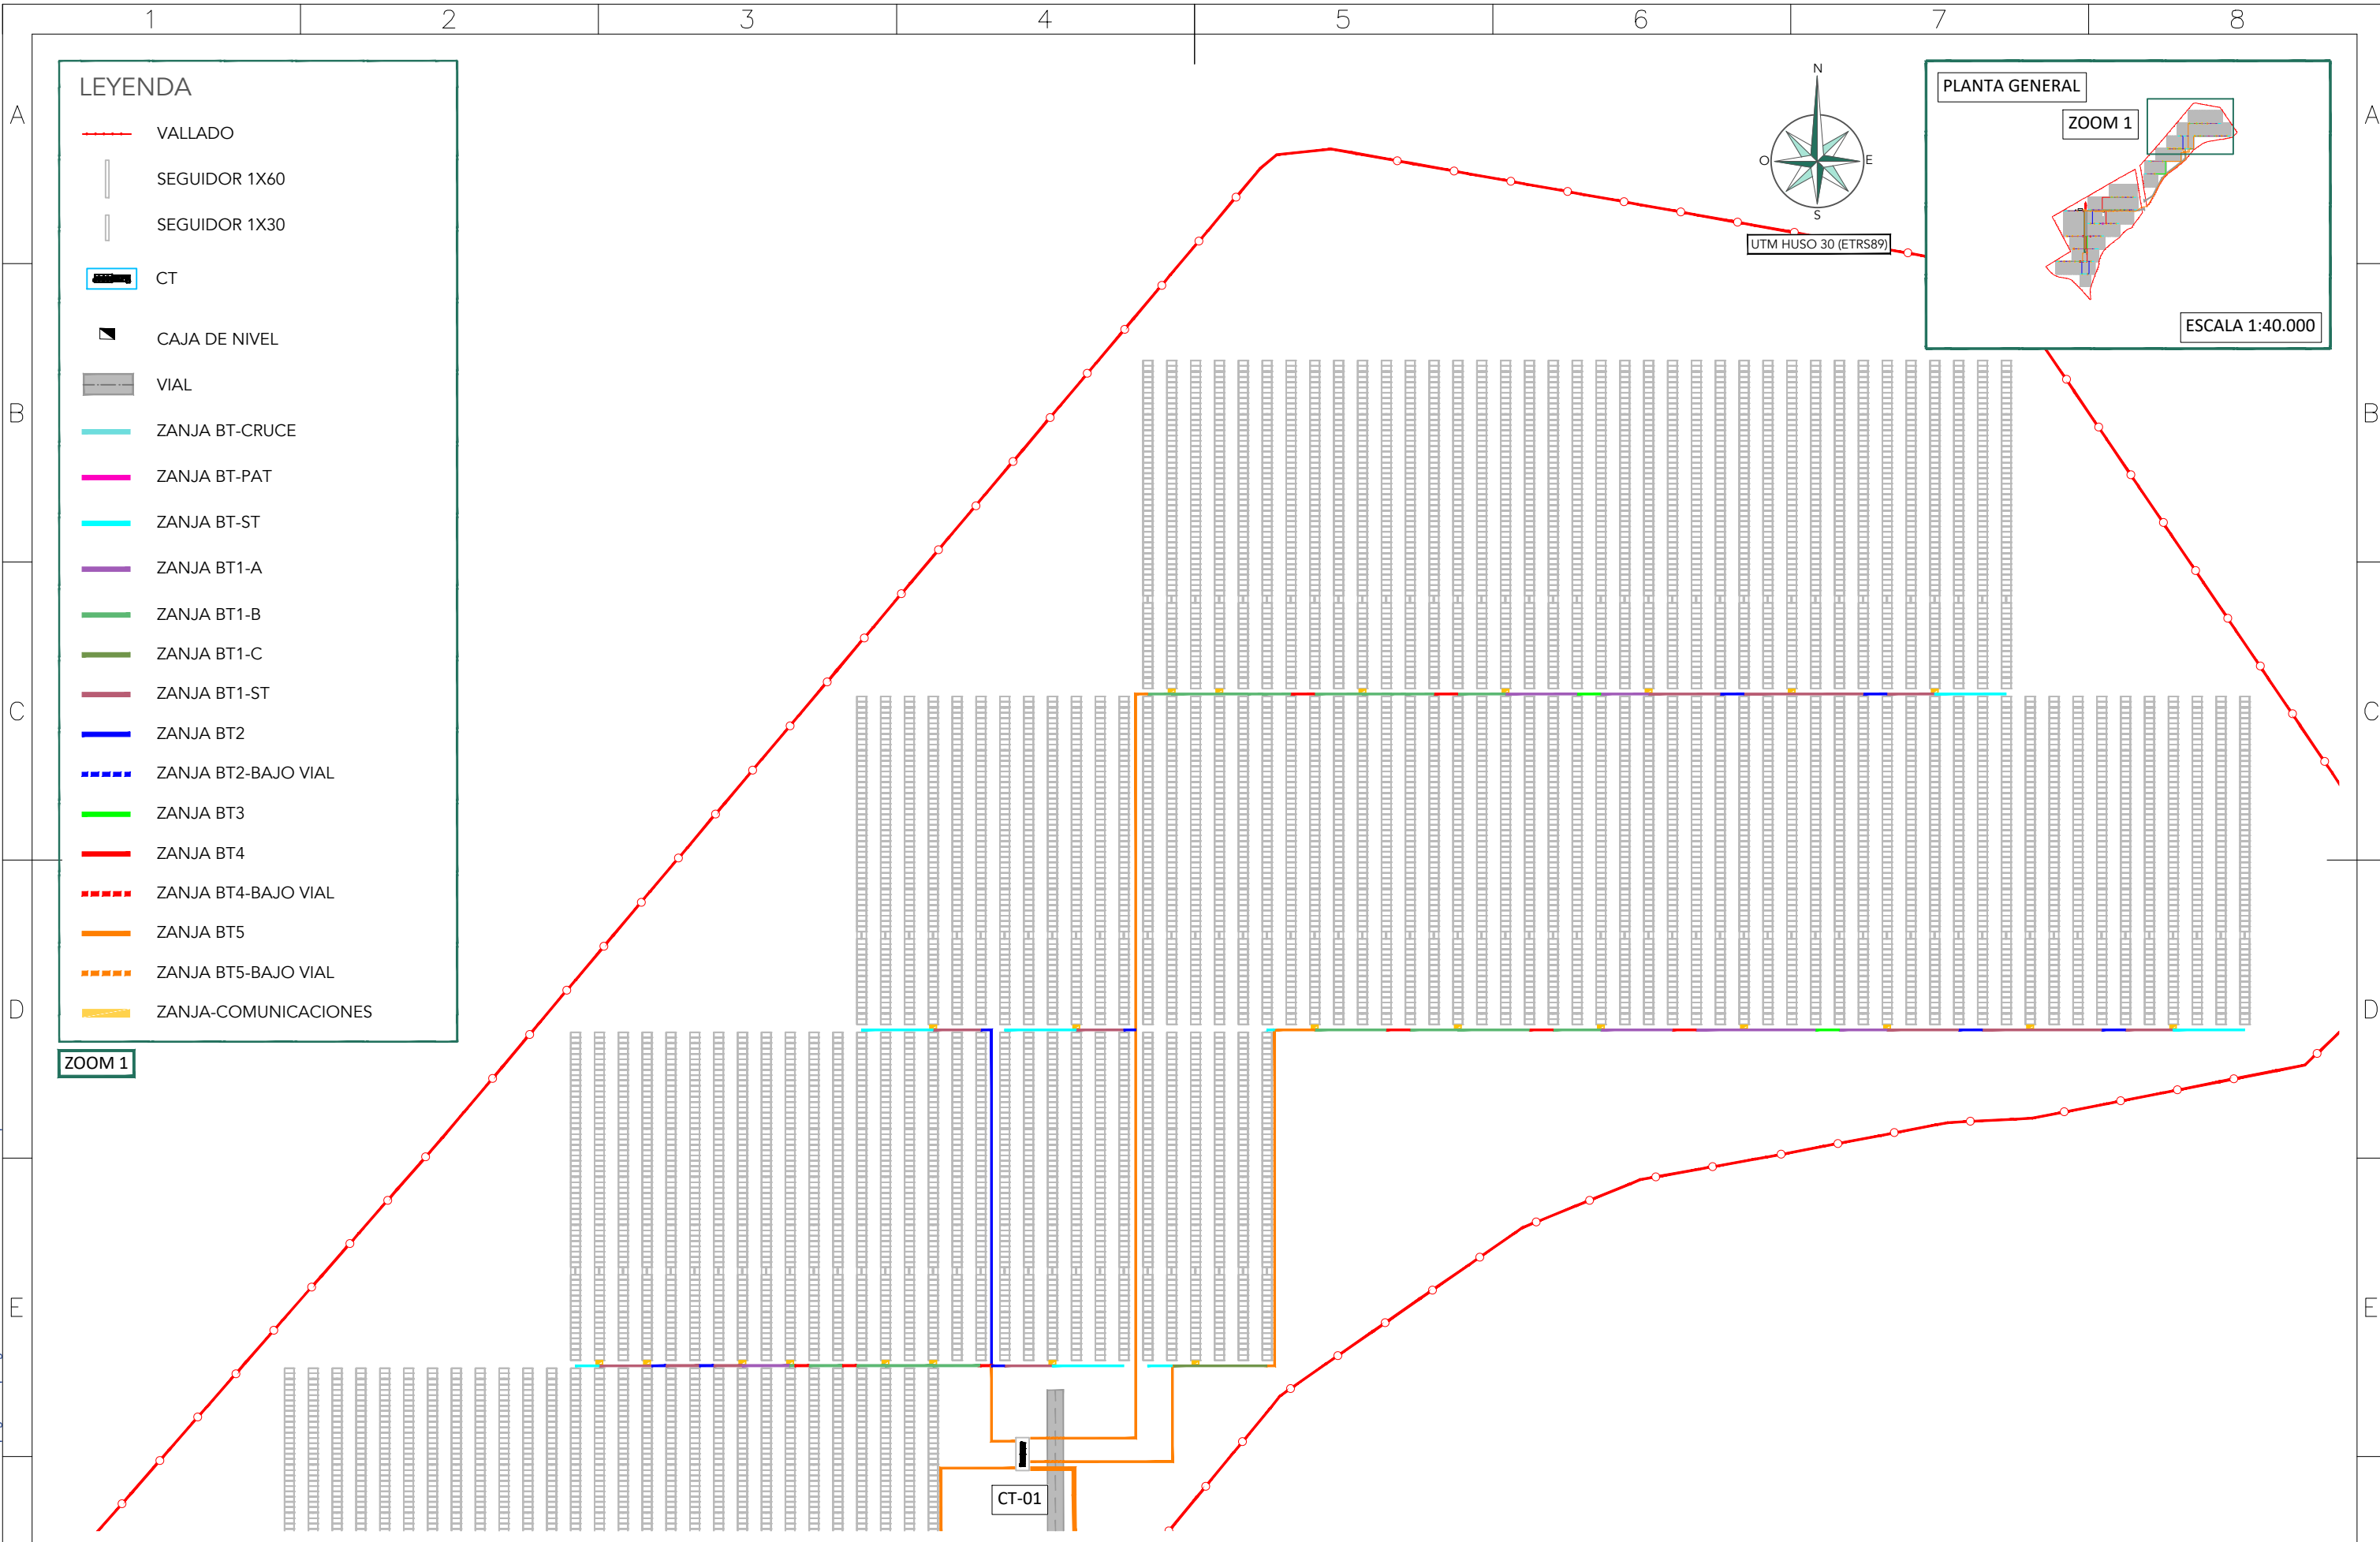 1 2 3 4 5 6 7 8
LEYENDA
VALLADO
SEGUIDOR 1X60
SEGUIDOR 1X30
CT
CAJA DE NIVEL
VIAL
ZANJA BT-CRUCE
ZANJA BT-PAT
ZANJA BT-ST
ZANJA BT1-A
ZANJA BT1-B
ZANJA BT1-C
ZANJA BT1-ST
ZANJA BT2
ZANJA BT2-BAJO VIAL
ZANJA BT3
ZANJA BT4
ZANJA BT4-BAJO VIAL
ZANJA BT5
ZANJA BT5-BAJO VIAL
ZANJA-COMUNICACIONES
ZOOM 1
N
O E
S
UTM HUSO 30 (ETRS89)
PLANTA GENERAL
ZOOM 1
ESCALA 1:40.000
A A
B B
C C
D D
E E
CT-01